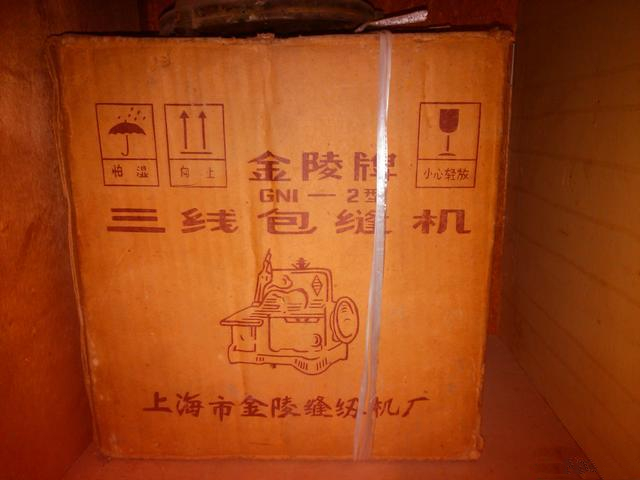 怕湿
向上
小心轻放
金陵牌
GN1—2型
三线包缝机
上海市金陵缝纫机厂